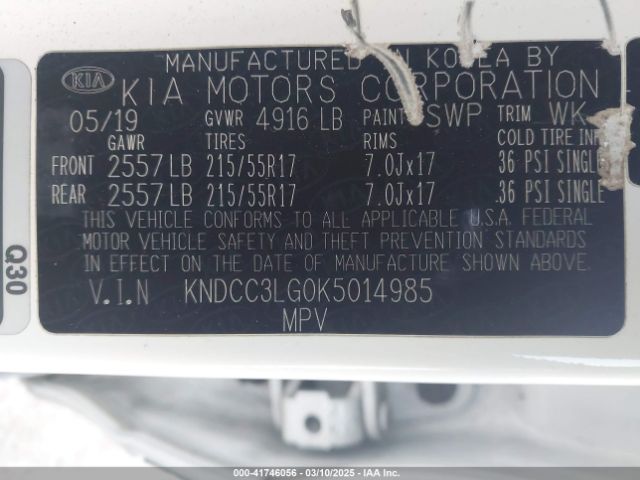 MANUFACTURED IN KOREA BY
KIA KIA MOTORS CORPORATION
05/19 GVWR 4916 LB PAINT SWP TRIM WK
GAWR TIRES RIMS COLD TIRE INF
FRONT 2557 LB 215/55R17 7.0Jx17 36 PSI SINGLE
REAR 2557 LB 215/55R17 7.0Jx17 36 PSI SINGLE
THIS VEHICLE CONFORMS TO ALL APPLICABLE U.S.A. FEDERAL
MOTOR VEHICLE SAFETY AND THEFT PREVENTION STANDARDS
IN EFFECT ON THE DATE OF MANUFACTURE SHOWN ABOVE.
V.I.N KNDCC3LG0K5014985
MPV
Q30
000-41746056 — 03/10/2025 — COPYRIGHT IAA